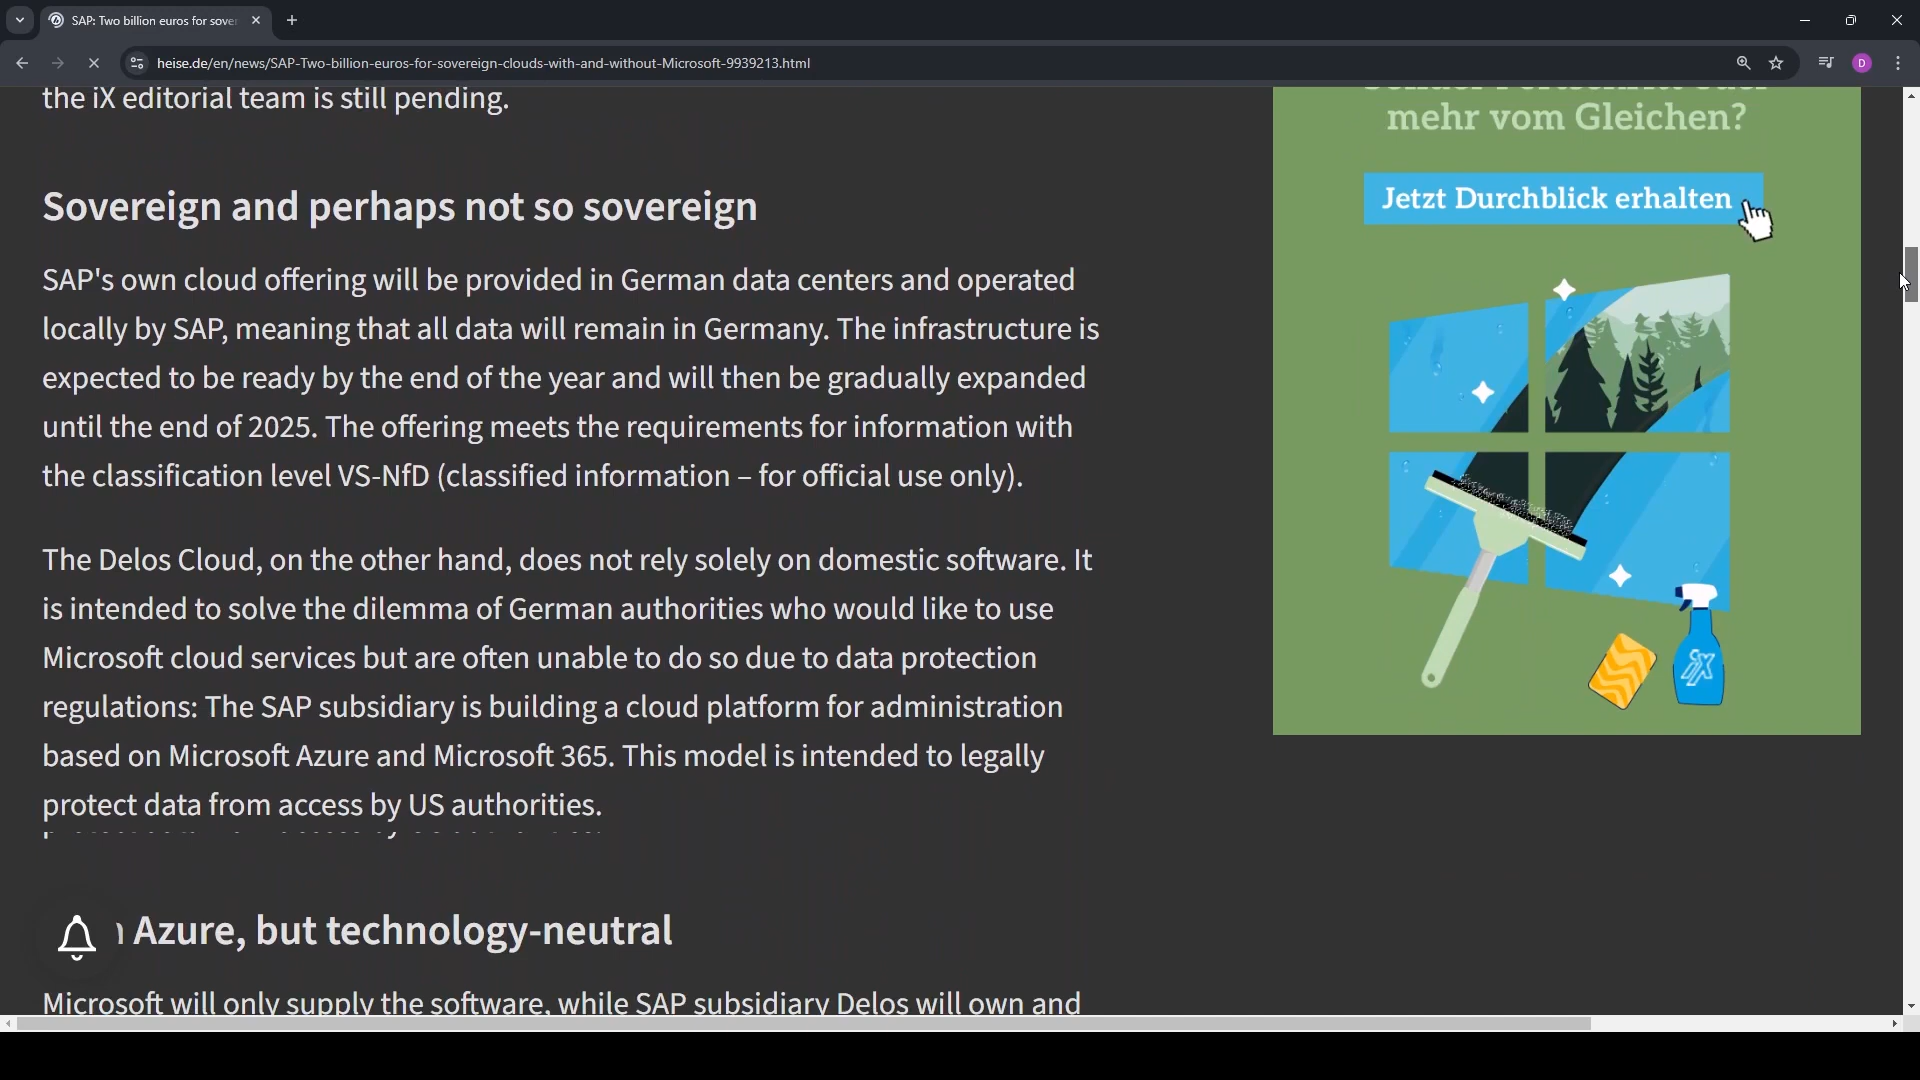 SAP: Two billion euros for sove
heise.de/en/news/SAP-Two-billion-euros-for-sovereign-clouds-with-and-without-Microsoft-9939213.html
D
the iX editorial team is still pending.
Sovereign and perhaps not so sovereign
SAP's own cloud offering will be provided in German data centers and operated
locally by SAP, meaning that all data will remain in Germany. The infrastructure is
expected to be ready by the end of the year and will then be gradually expanded
until the end of 2025. The offering meets the requirements for information with
the classification level VS-NfD (classified information – for official use only).
The Delos Cloud, on the other hand, does not rely solely on domestic software. It
is intended to solve the dilemma of German authorities who would like to use
Microsoft cloud services but are often unable to do so due to data protection
regulations: The SAP subsidiary is building a cloud platform for administration
based on Microsoft Azure and Microsoft 365. This model is intended to legally
protect data from access by US authorities.
Azure, but technology-neutral
Microsoft will only supply the software, while SAP subsidiary Delos will own and
mehr vom Gleichen?
Jetzt Durchblick erhalten
iX